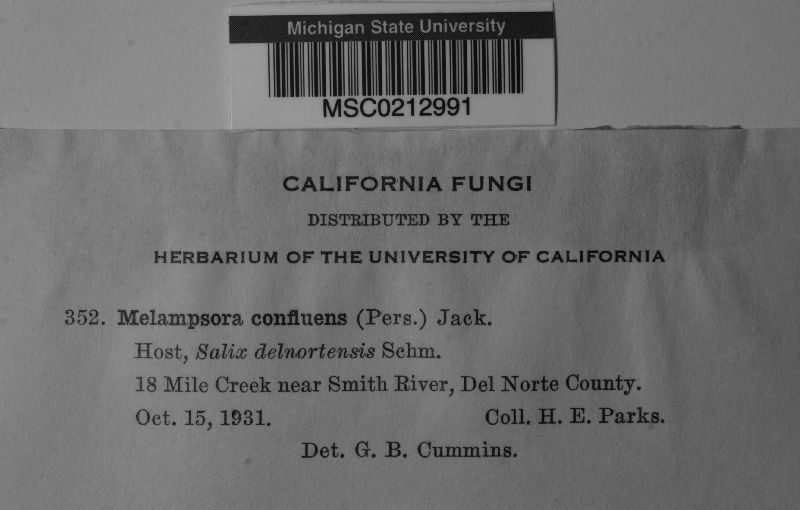 Michigan State University
MSC0212991
CALIFORNIA FUNGI
DISTRIBUTED BY THE
HERBARIUM OF THE UNIVERSITY OF CALIFORNIA
352. Melampsora confluens (Pers.) Jack.
Host, Salix delnortensis Schm.
18 Mile Creek near Smith River, Del Norte County.
Oct. 15, 1931. Coll. H. E. Parks.
Det. G. B. Cummins.